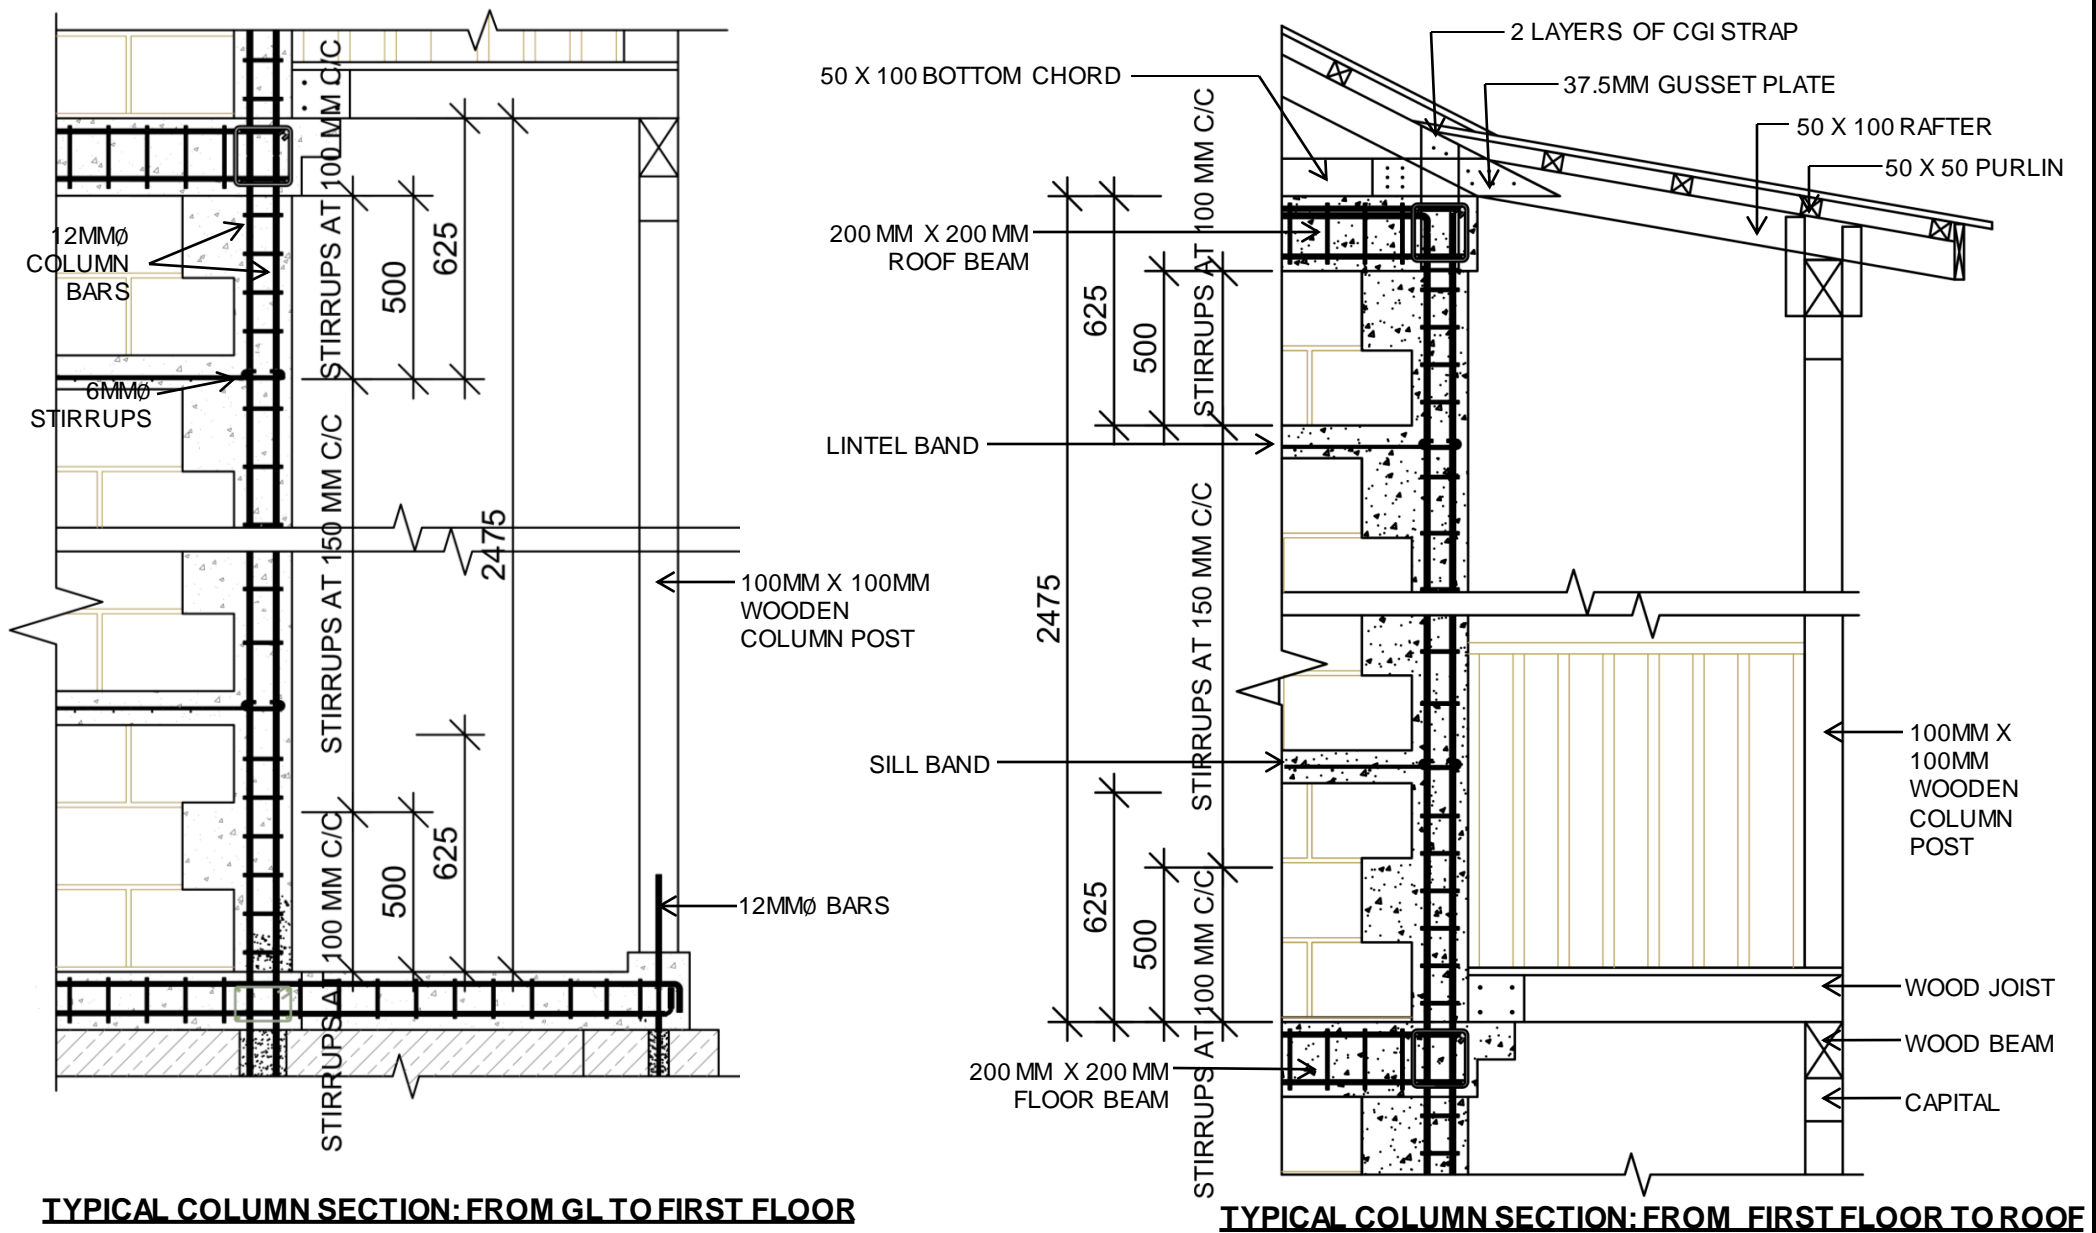 STIRRUPS AT 100 MM C/C
12MMØ
COLUMN
BARS
500
625
6MMØ
STIRRUPS
STIRRUPS AT 150 MM C/C
2475
100MM X 100MM
WOODEN
COLUMN POST
STIRRUPS AT 100 MM C/C
500
625
12MMØ BARS
TYPICAL COLUMN SECTION: FROM GL TO FIRST FLOOR
2 LAYERS OF CGI STRAP
50 X 100 BOTTOM CHORD
37.5MM GUSSET PLATE
50 X 100 RAFTER
50 X 50 PURLIN
200 MM X 200 MM
ROOF BEAM
STIRRUPS AT 100 MM C/C
625
500
LINTEL BAND
2475
STIRRUPS AT 150 MM C/C
SILL BAND
100MM X
100MM
WOODEN
COLUMN
POST
625
500
STIRRUPS AT 100 MM C/C
WOOD JOIST
WOOD BEAM
200 MM X 200 MM
FLOOR BEAM
CAPITAL
TYPICAL COLUMN SECTION: FROM FIRST FLOOR TO ROOF